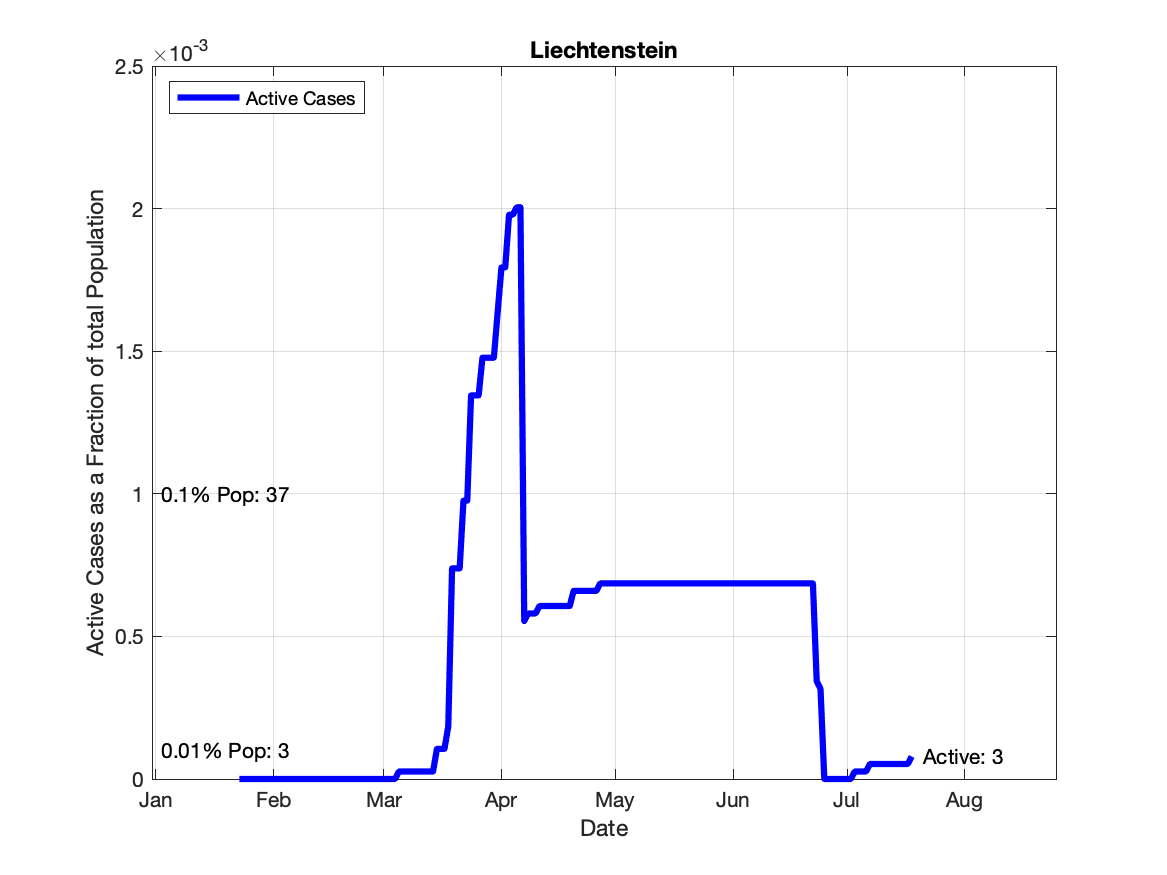 Liechtenstein
×10-3
2.5
2
1.5
1
0.5
0
Active Cases
0.1% Pop: 37
0.01% Pop: 3
Active: 3
Active Cases as a Fraction of total Population
Jan Feb Mar Apr May Jun Jul Aug
Date